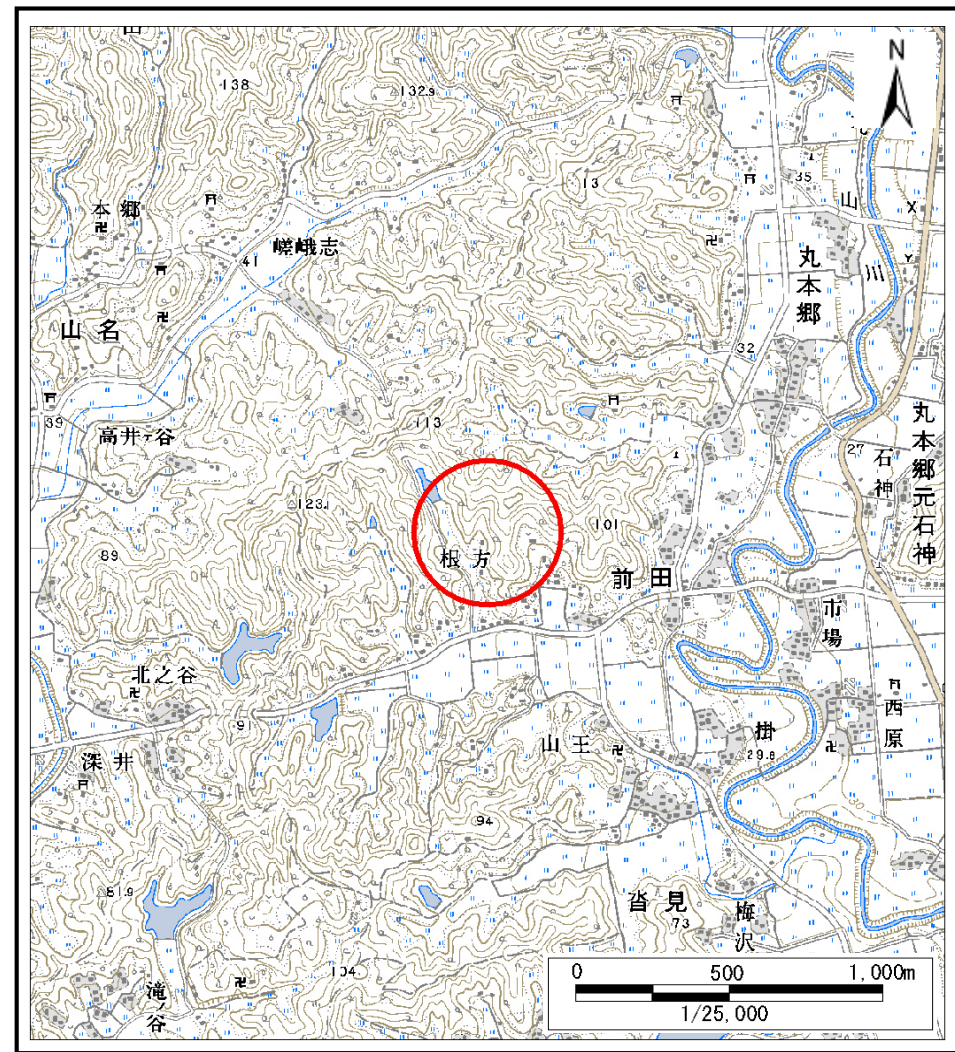 山
N
138
132.9
13
35
山
川
本郷
嵯峨志
41
丸本郷
山名
32
39
高井ヶ谷
113
27
石神
丸本郷元石神
123.1
101
89
根方
前田
市場
北之谷
西原
9
深井
山王
掛
29.8
94
81.9
沓見
73
梅沢
104
滝ノ谷
0 500 1,000m
1/25,000